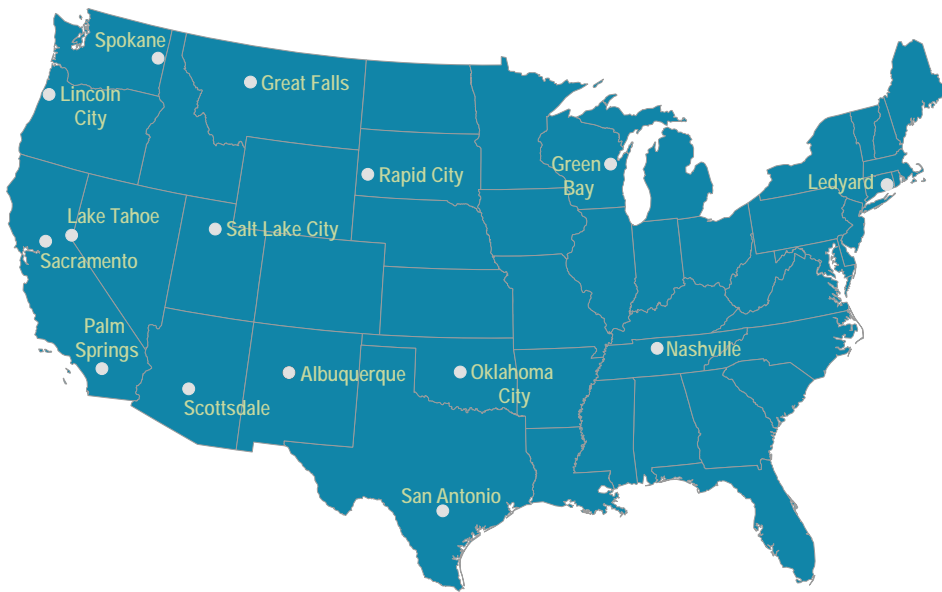 Spokane
Great Falls
Lincoln
City
Green
Bay
Rapid City
Ledyard
Lake Tahoe
Salt Lake City
Sacramento
Palm
Springs
Nashville
Albuquerque
Oklahoma
City
Scottsdale
San Antonio